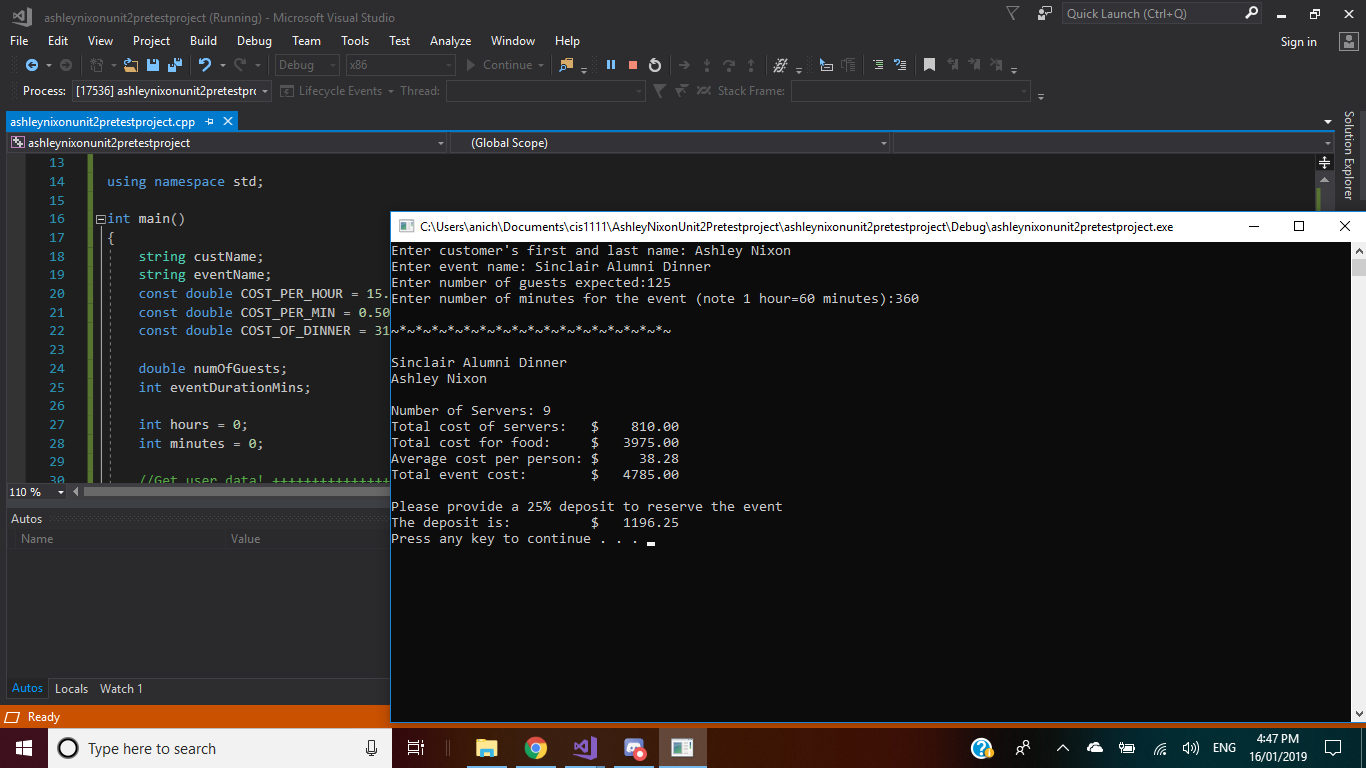 ashleynixonunit2pretestproject (Running) - Microsoft Visual Studio
Quick Launch (Ctrl+Q)
File Edit View Project Build Debug Team Tools Test Analyze Window Help
Sign in
Debug x86 Continue
Process: [17536] ashleynixonunit2pretestpr Lifecycle Events Thread: Stack Frame:
ashleynixonunit2pretestproject.cpp
Solution Explorer
ashleynixonunit2pretestproject (Global Scope)
13
14 using namespace std;
15
16 int main()
17 {
18 string custName;
19 string eventName;
20 const double COST_PER_HOUR = 15.
21 const double COST_PER_MIN = 0.50
22 const double COST_OF_DINNER = 31
23
24 double numOfGuests;
25 int eventDurationMins;
26
27 int hours = 0;
28 int minutes = 0;
29
30 //Get user data! +++++++++++++++
110 %
Autos
Name Value
Autos Locals Watch 1
Ready
C:\Users\anich\Documents\cis1111\AshleyNixonUnit2Pretestproject\ashleynixonunit2pretestproject\Debug\ashleynixonunit2pretestproject.exe
Enter customer's first and last name: Ashley Nixon
Enter event name: Sinclair Alumni Dinner
Enter number of guests expected:125
Enter number of minutes for the event (note 1 hour=60 minutes):360
~*~*~*~*~*~*~*~*~*~*~*~*~*~*~*~*~*~
Sinclair Alumni Dinner
Ashley Nixon
Number of Servers: 9
Total cost of servers: $ 810.00
Total cost for food: $ 3975.00
Average cost per person: $ 38.28
Total event cost: $ 4785.00
Please provide a 25% deposit to reserve the event
The deposit is: $ 1196.25
Press any key to continue . . .
Type here to search
ENG
4:47 PM
16/01/2019